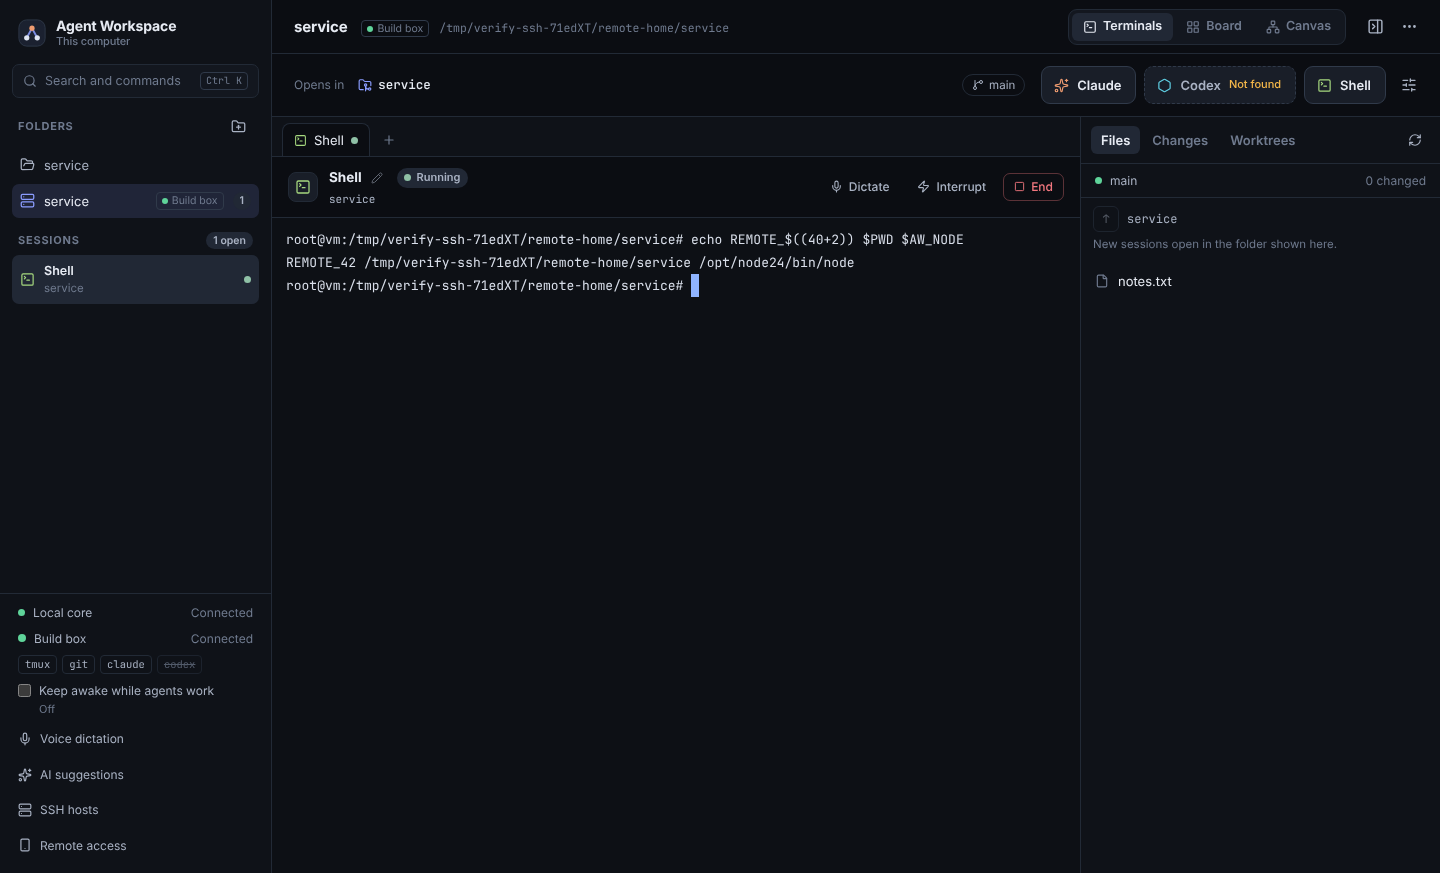 Agent Workspace
This computer
Search and commands Ctrl K
FOLDERS
service
service Build box 1
SESSIONS 1 open
Shell
service
Local core Connected
Build box Connected
tmux git claude codex
Keep awake while agents work
Off
Voice dictation
AI suggestions
SSH hosts
Remote access
service Build box /tmp/verify-ssh-71edXT/remote-home/service
Terminals Board Canvas
Opens in service
main Claude Codex Not found Shell
Shell
Shell Running
service
Dictate Interrupt End
root@vm:/tmp/verify-ssh-71edXT/remote-home/service# echo REMOTE_$((40+2)) $PWD $AW_NODE
REMOTE_42 /tmp/verify-ssh-71edXT/remote-home/service /opt/node24/bin/node
root@vm:/tmp/verify-ssh-71edXT/remote-home/service#
Files Changes Worktrees
main 0 changed
service
New sessions open in the folder shown here.
notes.txt